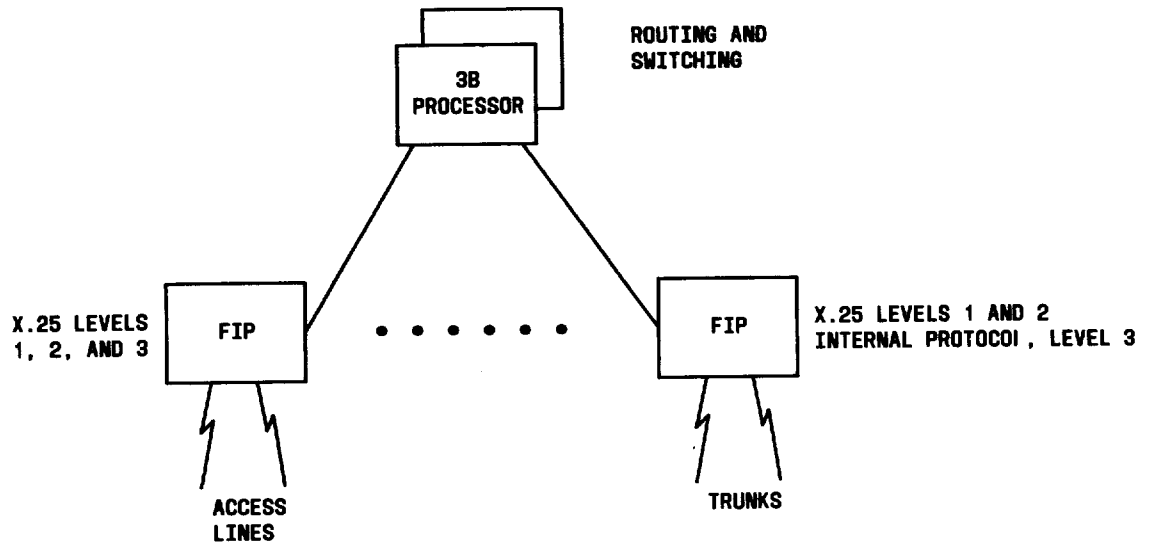 ROUTING AND
SWITCHING
3B
PROCESSOR
X.25 LEVELS
1, 2, AND 3
FIP
FIP
X.25 LEVELS 1 AND 2
INTERNAL PROTOCOL, LEVEL 3
ACCESS
LINES
TRUNKS